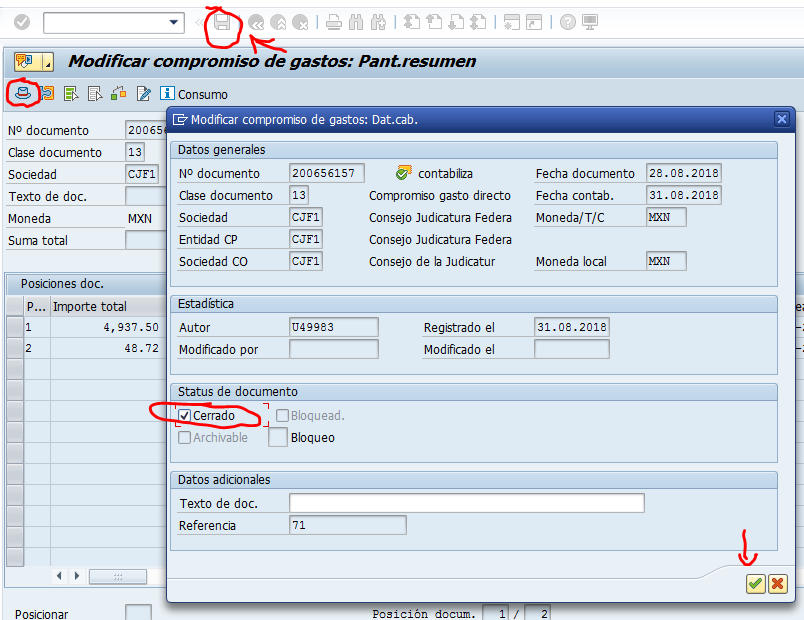 Modificar compromiso de gastos: Pant.resumen
Consumo
Nº documento 200656
Clase documento 13
Sociedad CJF1
Texto de doc.
Moneda MXN
Suma total
Posiciones doc.
P... Importe total
1 4,937.50
2 48.72
Posicionar
Posición docum. 1 / 2
Modificar compromiso de gastos: Dat.cab.
Datos generales
Nº documento 200656157 contabiliza Fecha documento 28.08.2018
Clase documento 13 Compromiso gasto directo Fecha contab. 31.08.2018
Sociedad CJF1 Consejo Judicatura Federa Moneda/T/C MXN
Entidad CP CJF1 Consejo Judicatura Federa
Sociedad CO CJF1 Consejo de la Judicatur Moneda local MXN
Estadística
Autor U49983 Registrado el 31.08.2018
Modificado por Modificado el
Status de documento
Cerrado Bloquead.
Archivable Bloqueo
Datos adicionales
Texto de doc.
Referencia 71